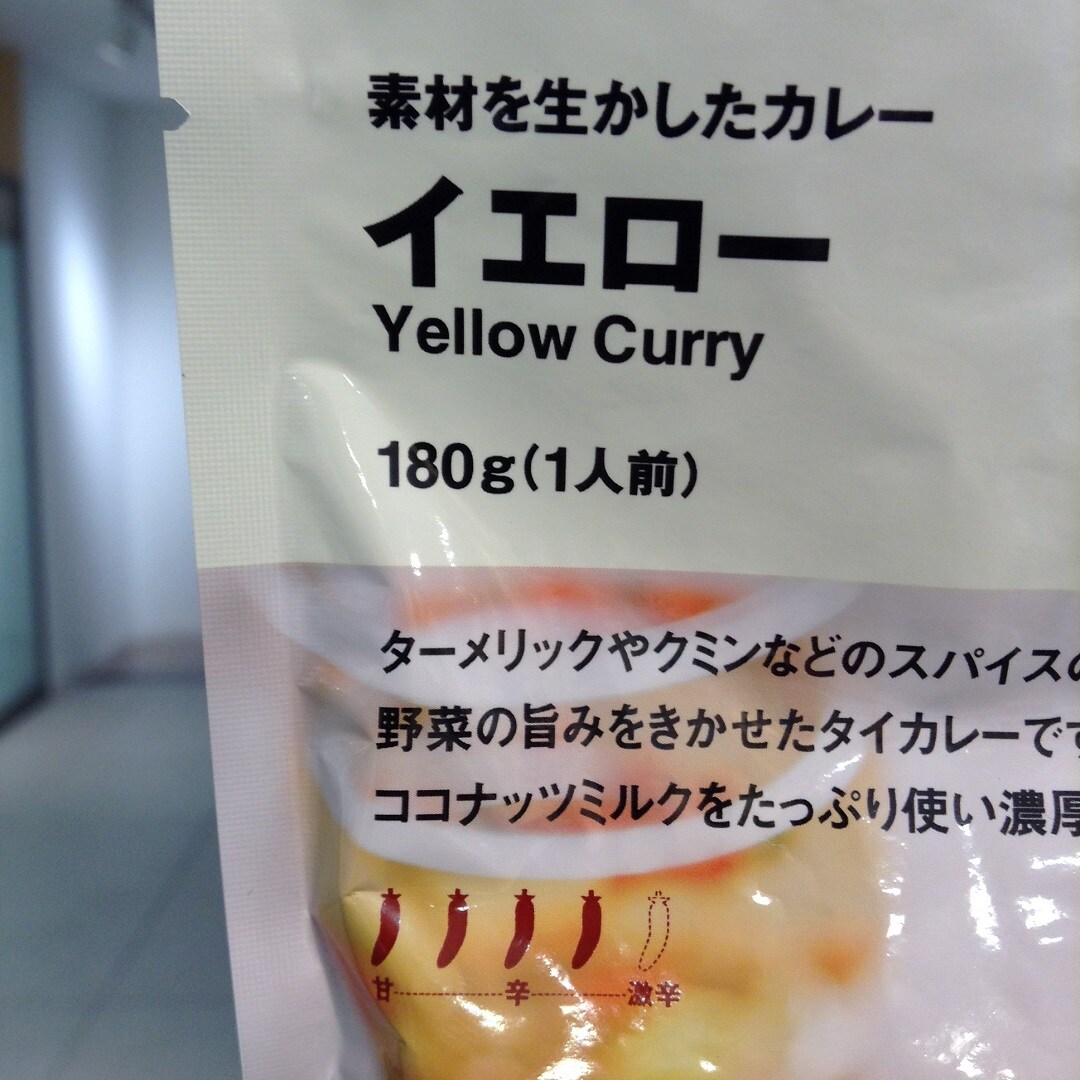 素材を生かしたカレー
イエロー
Yellow Curry
180g(1人前)
ターメリックやクミンなどのスパイスの
野菜の旨みをきかせたタイカレーです
ココナッツミルクをたっぷり使い濃厚
甘 辛 激辛